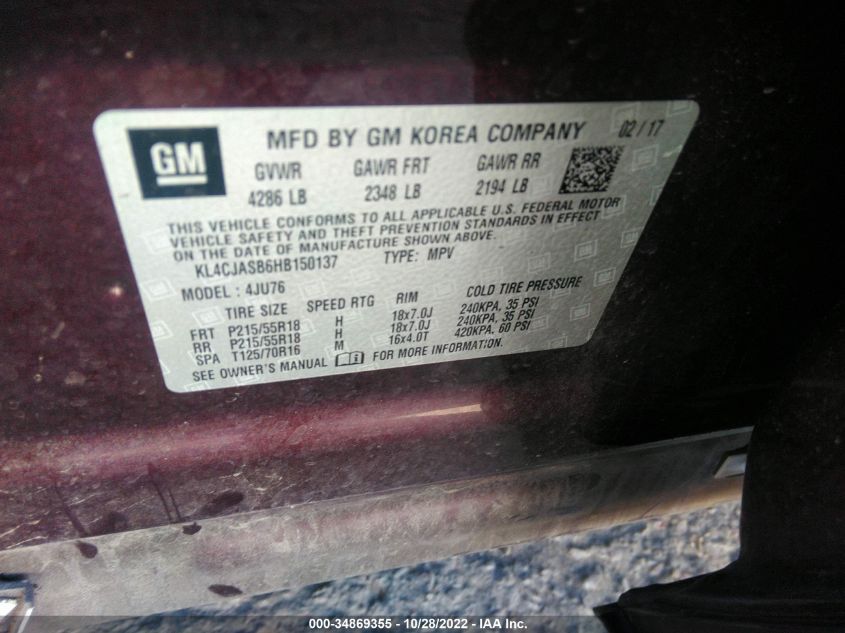 GM
MFD BY GM KOREA COMPANY 02/17
GVWR GAWR FRT GAWR RR
4286 LB 2348 LB 2194 LB
THIS VEHICLE CONFORMS TO ALL APPLICABLE U.S. FEDERAL MOTOR
VEHICLE SAFETY AND THEFT PREVENTION STANDARDS IN EFFECT
ON THE DATE OF MANUFACTURE SHOWN ABOVE.
KL4CJASB6HB150137 TYPE: MPV
MODEL : 4JU76
TIRE SIZE SPEED RTG RIM COLD TIRE PRESSURE
FRT P215/55R18 H 18x7.0J 240KPA, 35 PSI
RR P215/55R18 H 18x7.0J 240KPA, 35 PSI
SPA T125/70R16 M 16x4.0T 420KPA, 60 PSI
SEE OWNER'S MANUAL FOR MORE INFORMATION.
000-34869355 - 10/28/2022 - IAA Inc.